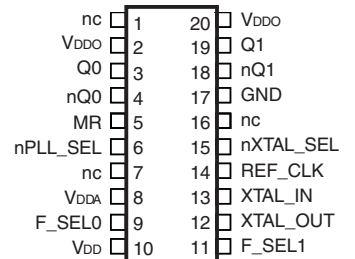 nc 1 20 VDDO
VDDO 2 19 Q1
Q0 3 18 nQ1
nQ0 4 17 GND
MR 5 16 nc
nPLL_SEL 6 15 nXTAL_SEL
nc 7 14 REF_CLK
VDDA 8 13 XTAL_IN
F_SEL0 9 12 XTAL_OUT
VDD 10 11 F_SEL1